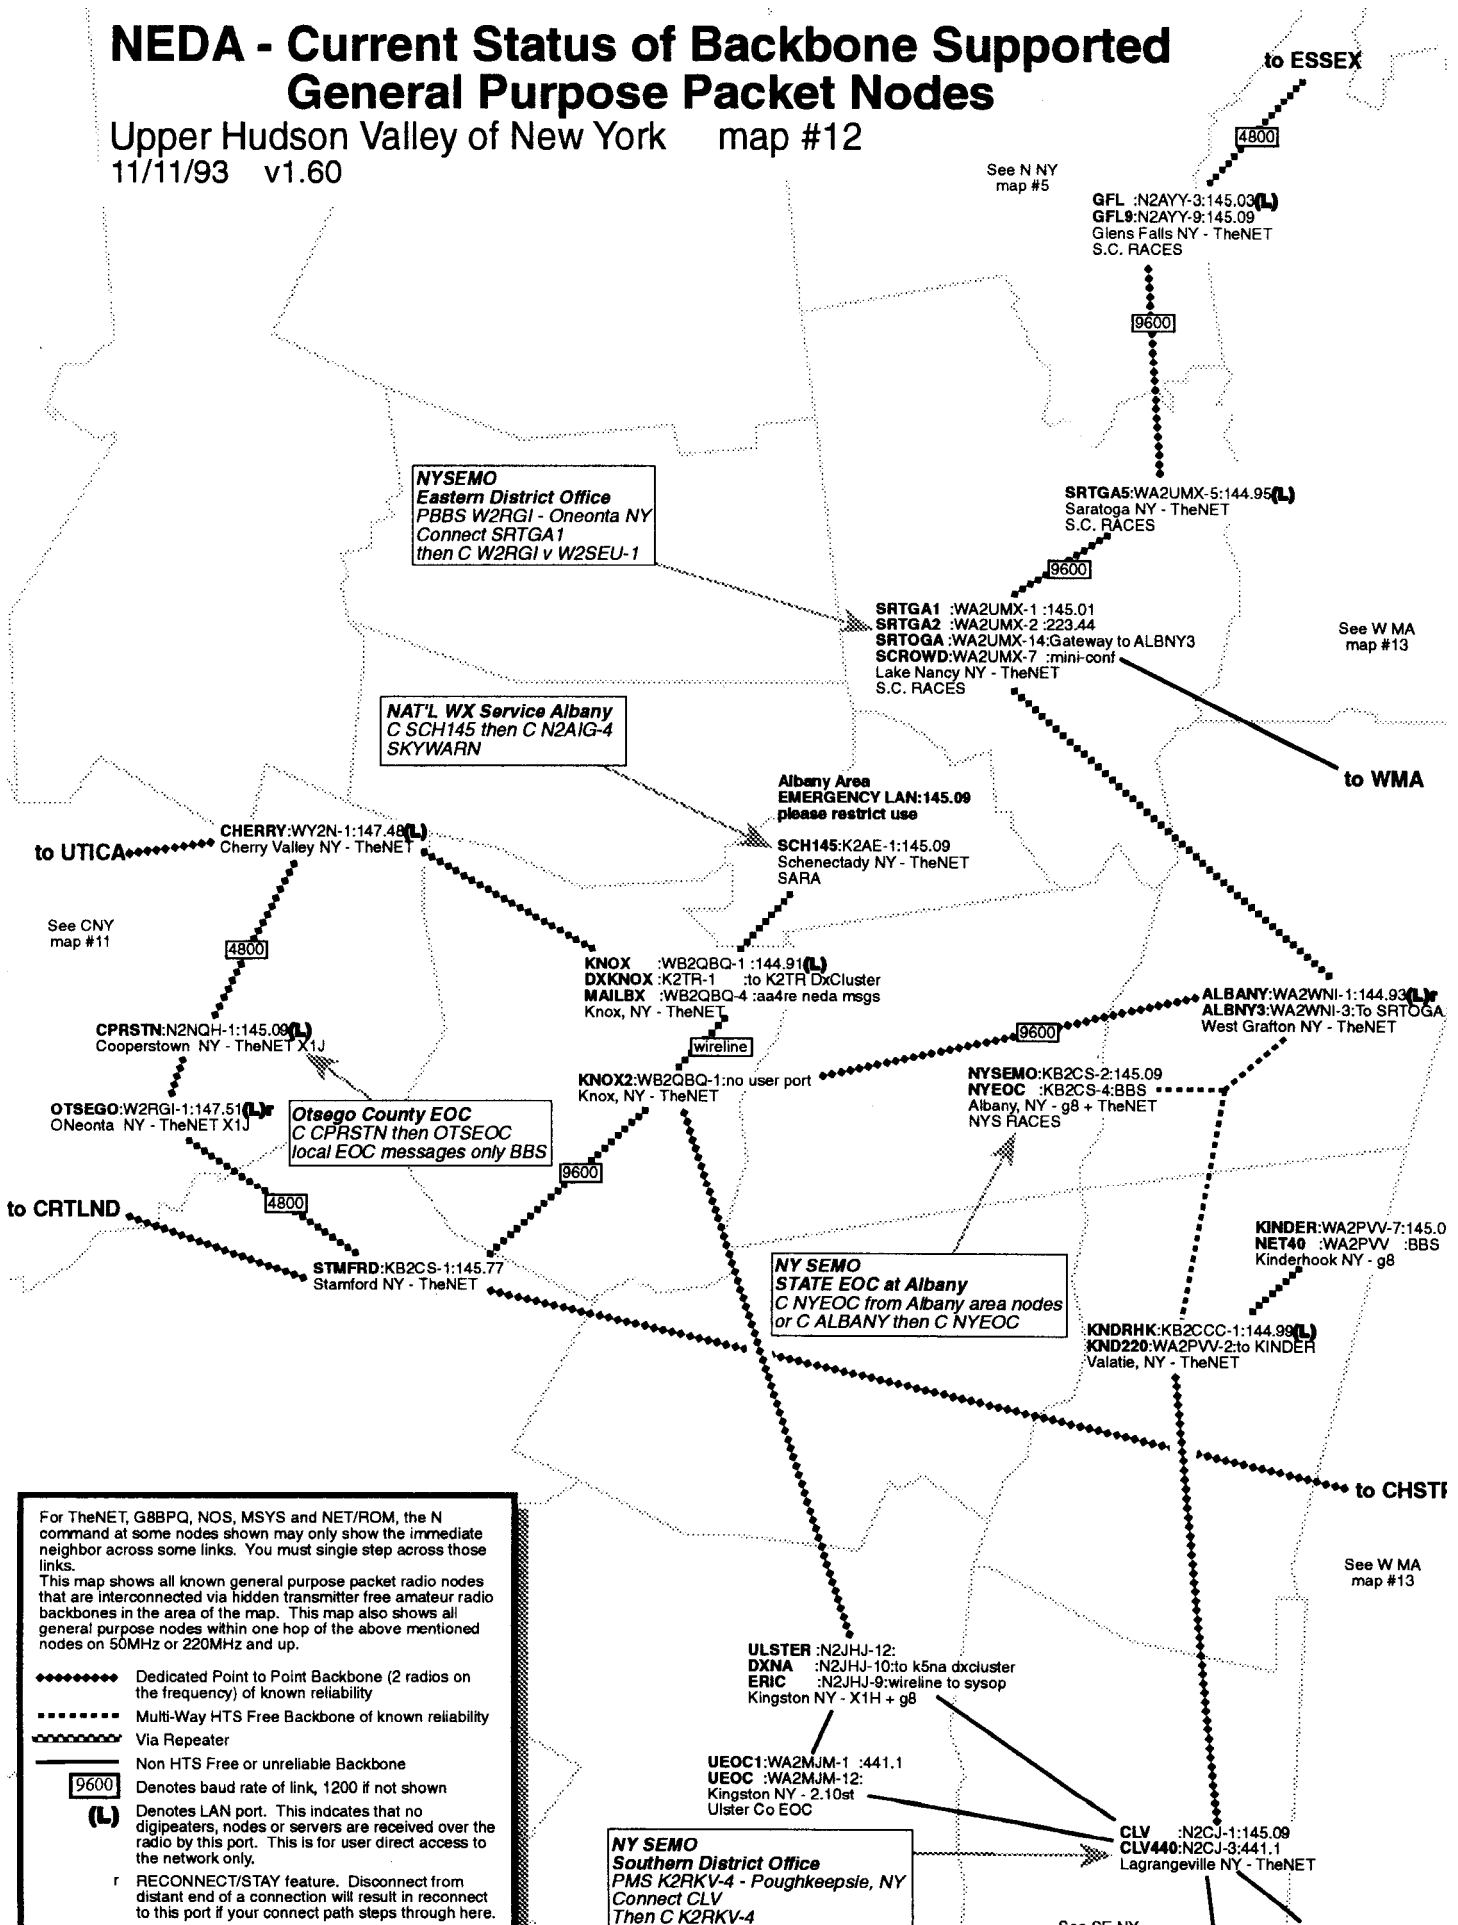 NEDA - Current Status of Backbone Supported
General Purpose Packet Nodes
Upper Hudson Valley of New York map #12
11/11/93 v1.60
to ESSEX
4800
See N NY
map #5
GFL :N2AYY-3:145.03(L)
GFL9:N2AYY-9:145.09
Glens Falls NY - TheNET
S.C. RACES
9600
NYSEMO
Eastern District Office
PBBS W2RGI - Oneonta NY
Connect SRTGA1
then C W2RGI v W2SEU-1
SRTGA5:WA2UMX-5:144.95(L)
Saratoga NY - TheNET
S.C. RACES
9600
SRTGA1 :WA2UMX-1 :145.01
SRTGA2 :WA2UMX-2 :223.44
SRTOGA :WA2UMX-14:Gateway to ALBNY3
SCROWD:WA2UMX-7 :mini-conf
Lake Nancy NY - TheNET
S.C. RACES
See W MA
map #13
NAT'L WX Service Albany
C SCH145 then C N2AIG-4
SKYWARN
to WMA
Albany Area
EMERGENCY LAN:145.09
please restrict use
SCH145:K2AE-1:145.09
Schenectady NY - TheNET
SARA
CHERRY:WY2N-1:147.48(L)
Cherry Valley NY - TheNET
to UTICA
See CNY
map #11
4800
KNOX :WB2QBQ-1 :144.91(L)
DXKNOX :K2TR-1 :to K2TR DxCluster
MAILBX :WB2QBQ-4 :aa4re neda msgs
Knox, NY - TheNET
ALBANY:WA2WNI-1:144.93(L)r
ALBNY3:WA2WNI-3:To SRTOGA
West Grafton NY - TheNET
CPRSTN:N2NQH-1:145.09(L)
Cooperstown NY - TheNET X1J
9600
wireline
KNOX2:WB2QBQ-1:no user port
Knox, NY - TheNET
NYSEMO:KB2CS-2:145.09
NYEOC :KB2CS-4:BBS
Albany, NY - g8 + TheNET
NYS RACES
OTSEGO:W2RGI-1:147.51(L)r
ONeonta NY - TheNET X1J
Otsego County EOC
C CPRSTN then OTSEOC
local EOC messages only BBS
9600
4800
to CRTLND
STMFRD:KB2CS-1:145.77
Stamford NY - TheNET
KINDER:WA2PVV-7:145.0
NET40 :WA2PVV :BBS
Kinderhook NY - g8
NY SEMO
STATE EOC at Albany
C NYEOC from Albany area nodes
or C ALBANY then C NYEOC
KNDRHK:KB2CCC-1:144.99(L)
KND220:WA2PVV-2:to KINDER
Valatie, NY - TheNET
to CHSTF
See W MA
map #13
For TheNET, G8BPQ, NOS, MSYS and NET/ROM, the N
command at some nodes shown may only show the immediate
neighbor across some links. You must single step across those
links.
This map shows all known general purpose packet radio nodes
that are interconnected via hidden transmitter free amateur radio
backbones in the area of the map. This map also shows all
general purpose nodes within one hop of the above mentioned
nodes on 50MHz or 220MHz and up.
Dedicated Point to Point Backbone (2 radios on
the frequency) of known reliability
Multi-Way HTS Free Backbone of known reliability
Via Repeater
Non HTS Free or unreliable Backbone
9600 Denotes baud rate of link, 1200 if not shown
(L) Denotes LAN port. This indcates that no
digipeaters, nodes or servers are received over the
radio by this port. This is for user direct access to
the network only.
r RECONNECT/STAY feature. Disconnect from
distant end of a connection will result in reconnect
to this port if your connect path steps through here.
ULSTER :N2JHJ-12:
DXNA :N2JHJ-10:to k5na dxcluster
ERIC :N2JHJ-9:wireline to sysop
Kingston NY - X1H + g8
UEOC1:WA2MJM-1 :441.1
UEOC :WA2MJM-12:
Kingston NY - 2.10st
Ulster Co EOC
CLV :N2CJ-1:145.09
CLV440:N2CJ-3:441.1
Lagrangeville NY - TheNET
NY SEMO
Southern District Office
PMS K2RKV-4 - Poughkeepsie, NY
Connect CLV
Then C K2RKV-4
See SE NY